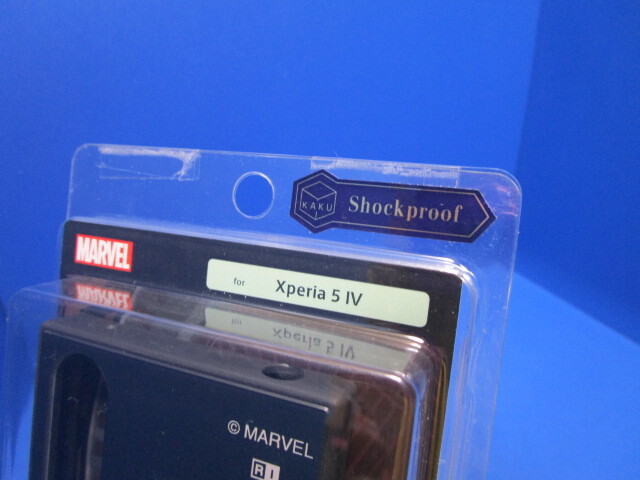 KAKU
Shockproof
MARVEL
for Xperia 5 IV
© MARVEL
R I